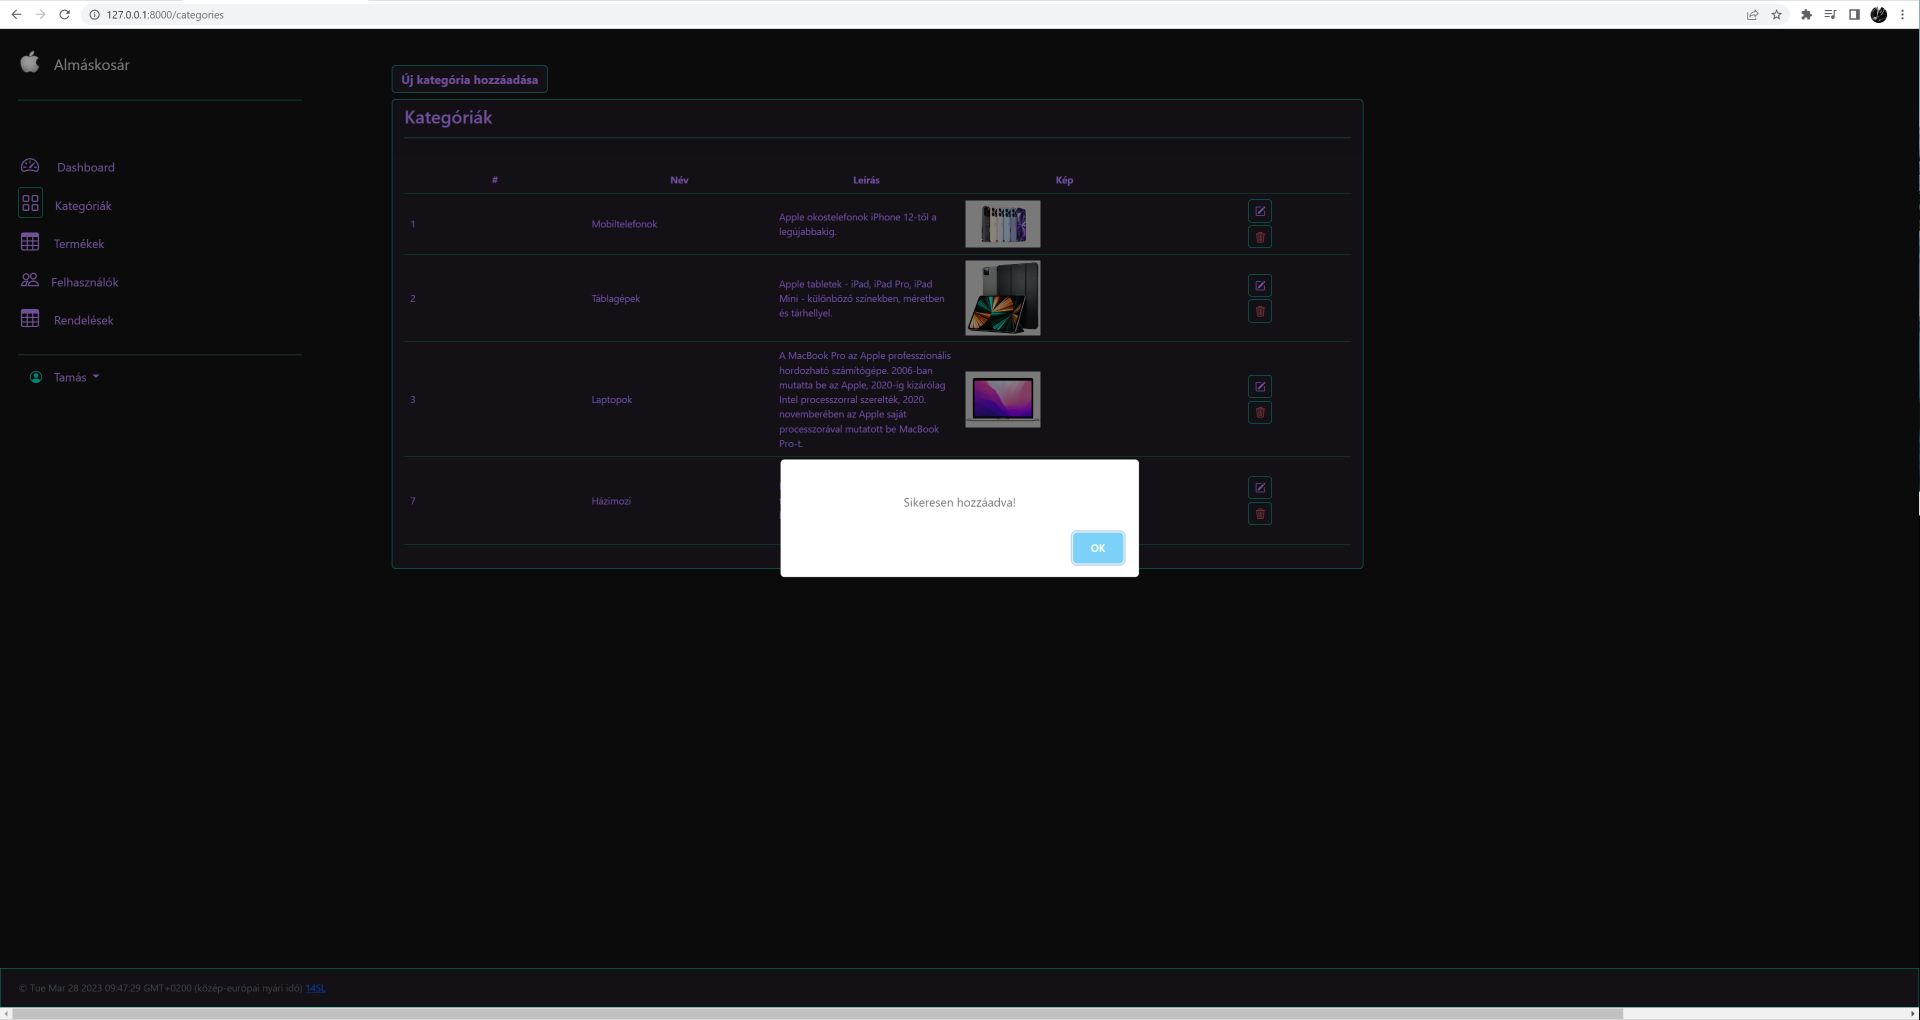 127.0.0.1:8000/categories
Almáskosár
Dashboard
Kategóriák
Termékek
Felhasználók
Rendelések
Tamás
Új kategória hozzáadása
Kategóriák
# Név Leírás Kép
1 Mobiltelefonok
Apple okostelefonok iPhone 12-től a
legújabbakig.
2 Táblagépek
Apple tabletek - iPad, iPad Pro, iPad
Mini - különböző színekben, méretben
és tárhellyel.
3 Laptopok
A MacBook Pro az Apple professzionális
hordozható számítógépe. 2006-ban
mutatta be az Apple, 2020-ig kizárólag
Intel processzorral szerelték, 2020.
novemberében az Apple saját
processzorával mutatott be MacBook
Pro-t.
7 Házimozi
Sikeresen hozzáadva!
OK
© Tue Mar 28 2023 09:47:29 GMT+0200 (közép-európai nyári idő) 14SL